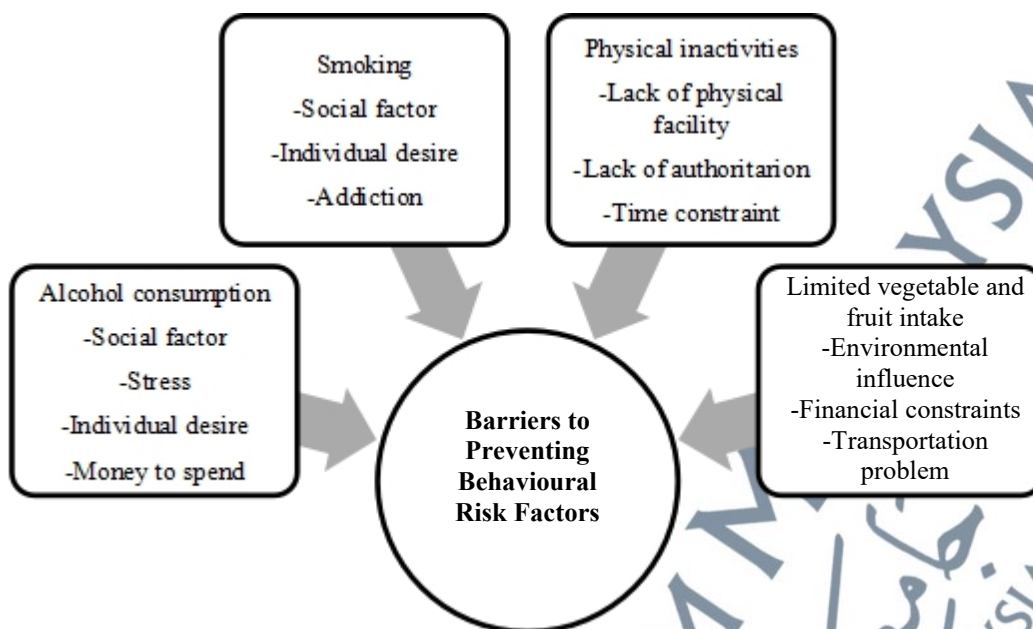 Smoking
-Social factor
-Individual desire
-Addiction
Physical inactivities
-Lack of physical
facility
-Lack of authoritarion
-Time constraint
Alcohol consumption
-Social factor
-Stress
-Individual desire
-Money to spend
Limited vegetable and
fruit intake
-Environmental
influence
-Financial constraints
-Transportation
problem
Barriers to
Preventing
Behavioural
Risk Factors